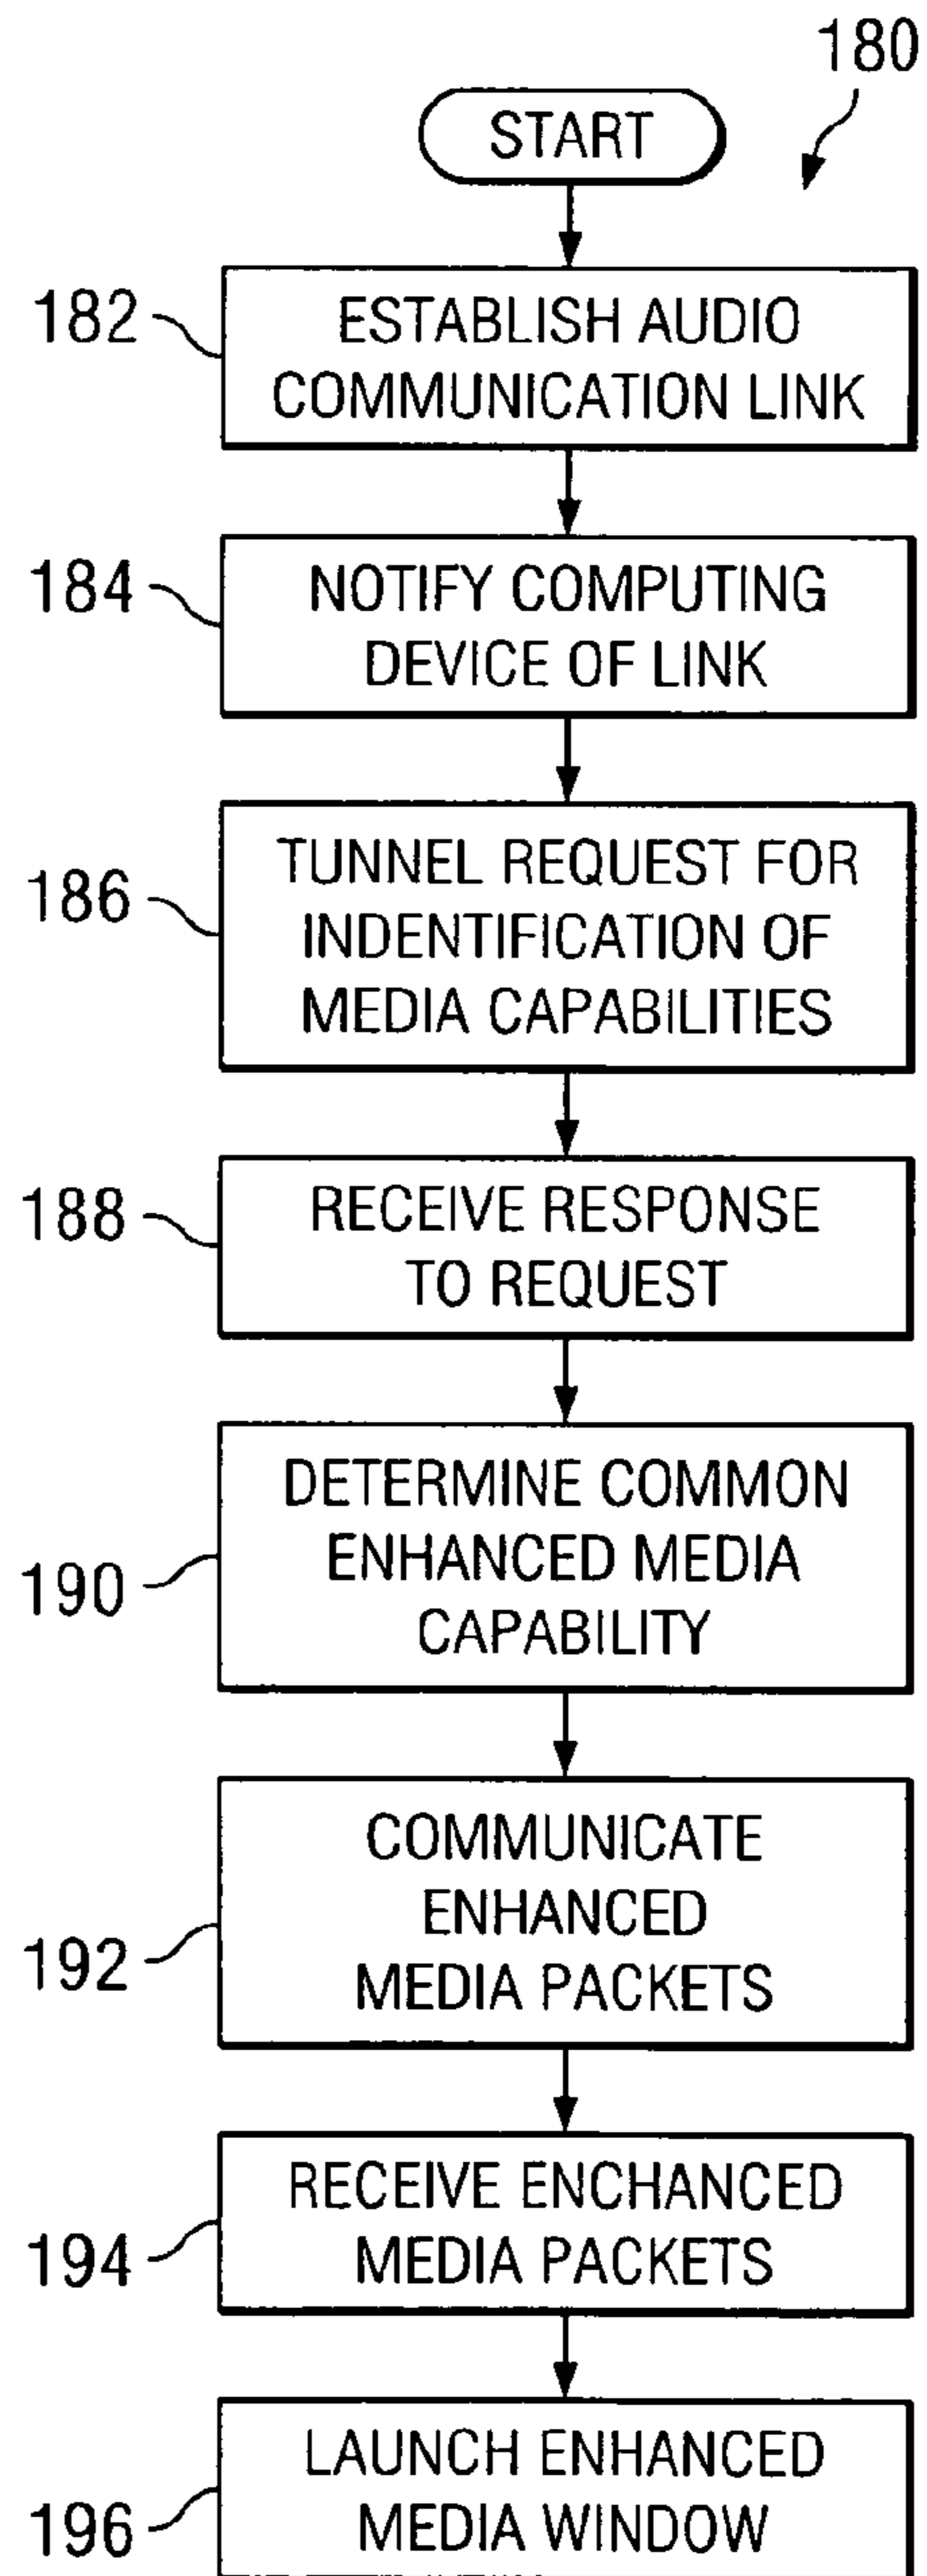 180
START
182
ESTABLISH AUDIO
COMMUNICATION LINK
184
NOTIFY COMPUTING
DEVICE OF LINK
186
TUNNEL REQUEST FOR
INDENTIFICATION OF
MEDIA CAPABILITIES
188
RECEIVE RESPONSE
TO REQUEST
190
DETERMINE COMMON
ENHANCED MEDIA
CAPABILITY
192
COMMUNICATE
ENHANCED
MEDIA PACKETS
194
RECEIVE ENCHANCED
MEDIA PACKETS
196
LAUNCH ENHANCED
MEDIA WINDOW